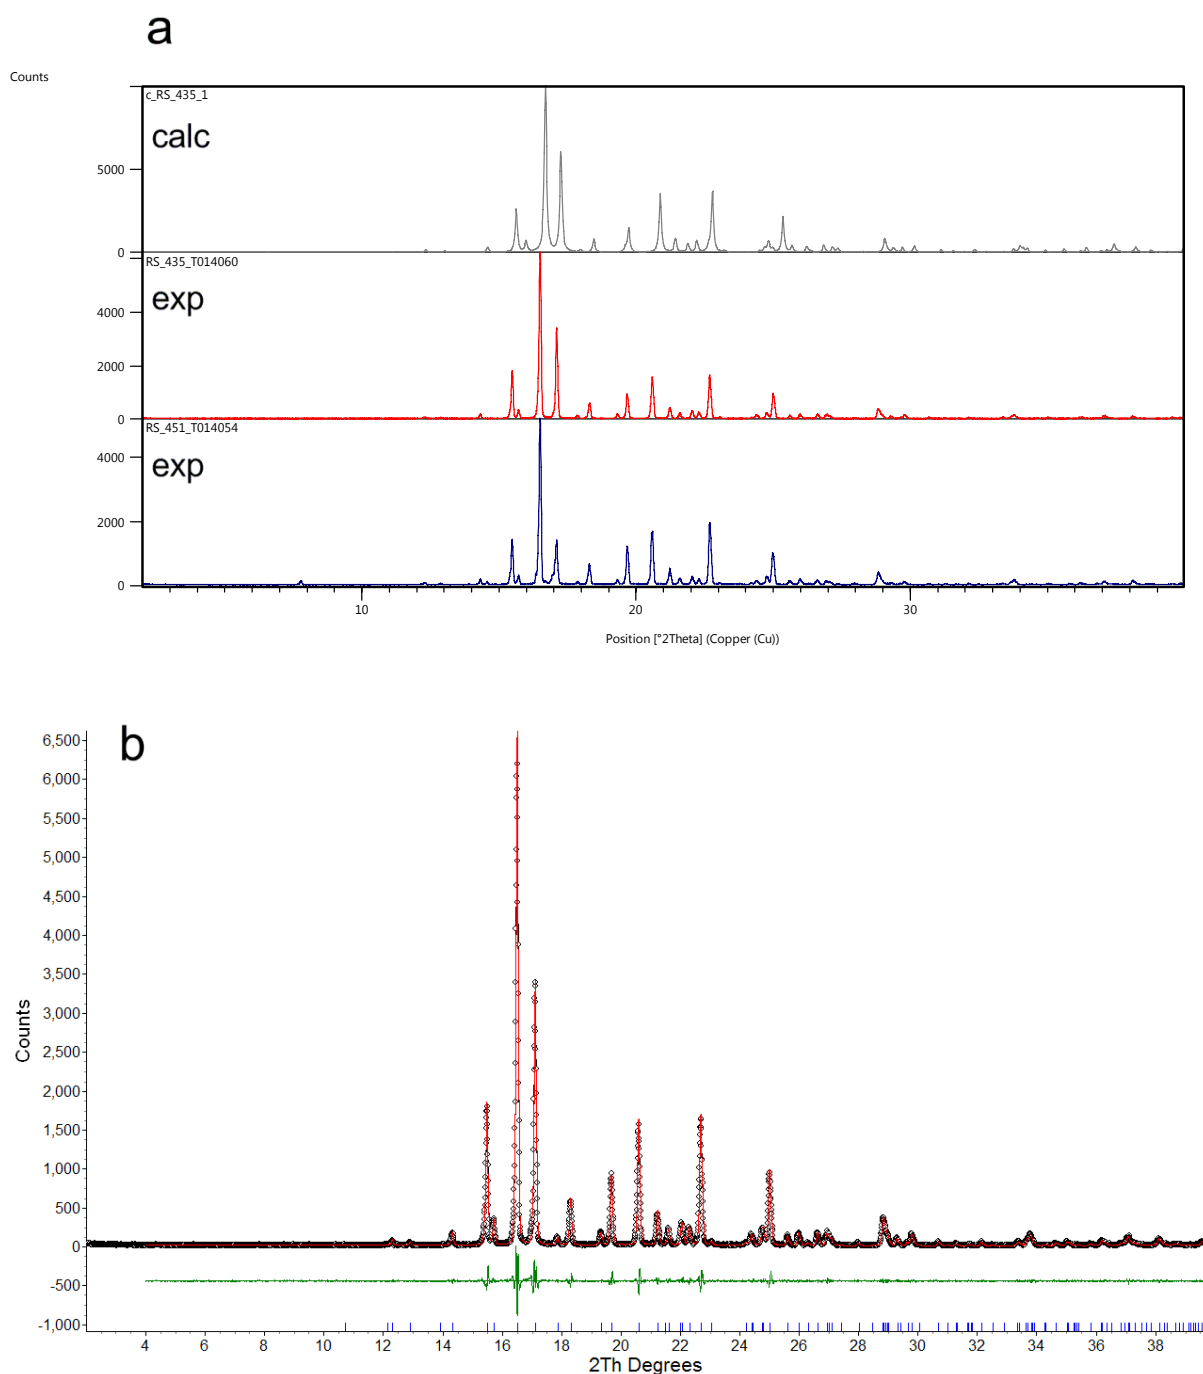 a
Counts
c_RS_435_1
calc
5000
0
RS_435_T014060
exp
4000
2000
0
RS_451_T014054
exp
4000
2000
0
10 20 30
Position [°2Theta] (Copper (Cu))
b
6,500
6,000
5,500
5,000
4,500
4,000
3,500
3,000
2,500
2,000
1,500
1,000
500
0
-500
-1,000
Counts
4 6 8 10 12 14 16 18 20 22 24 26 28 30 32 34 36 38
2Th Degrees